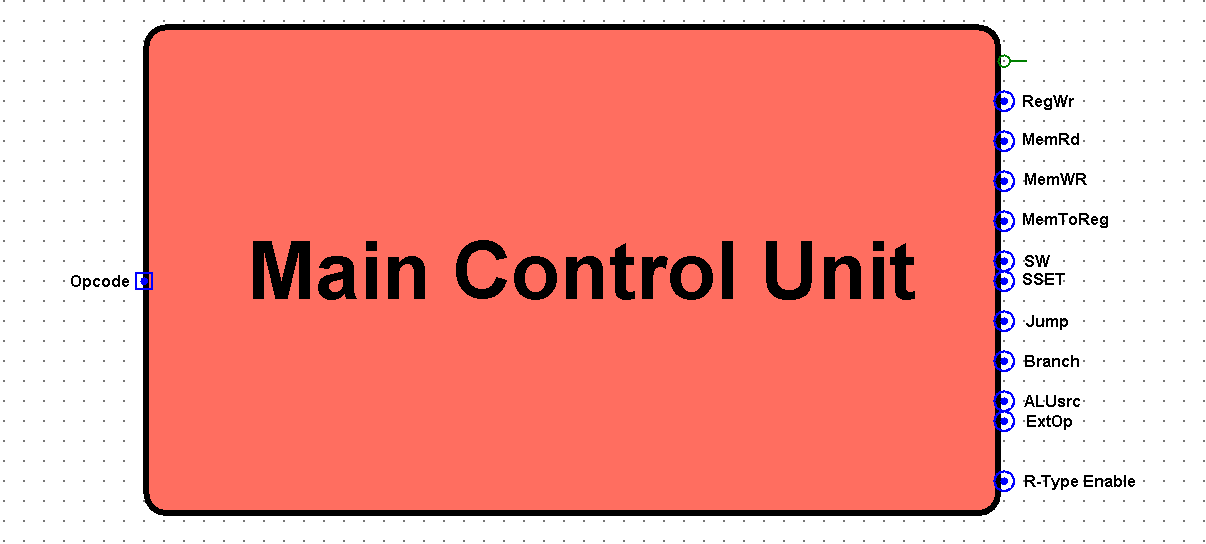 Main Control Unit
Opcode
RegWr
MemRd
MemWR
MemToReg
SW
SSET
Jump
Branch
ALUsrc
ExtOp
R-Type Enable